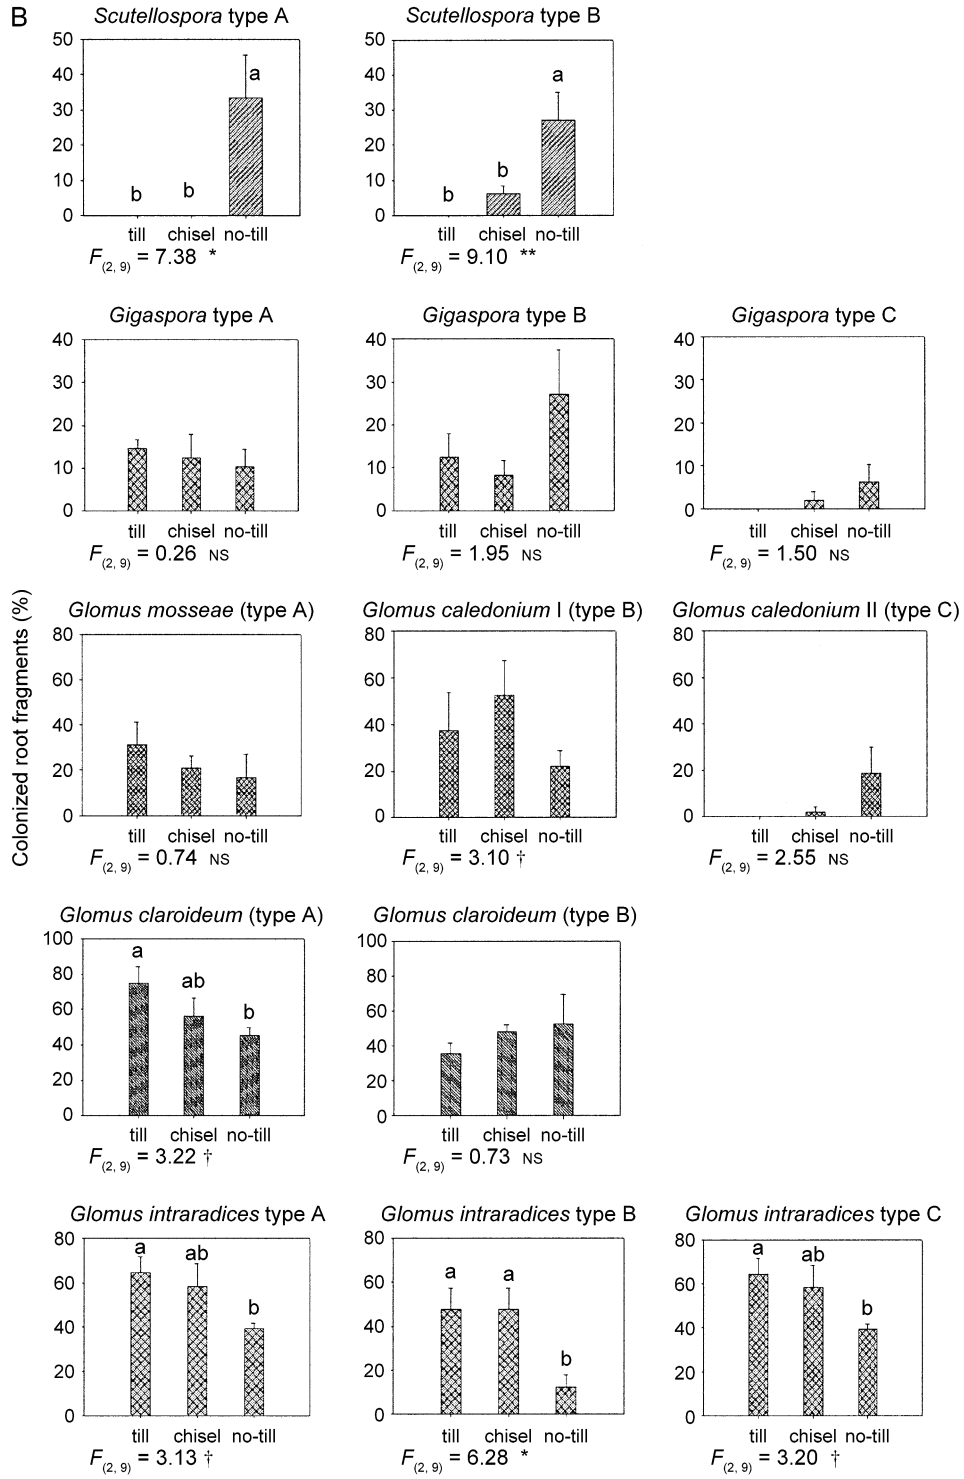 B
Scutellospora type A
Scutellospora type B
50
40
30
20
10
0
a
b
b
till chisel no-till
F(2, 9) = 7.38 *
50
40
30
20
10
0
a
b
b
till chisel no-till
F(2, 9) = 9.10 **
Gigaspora type A
Gigaspora type B
Gigaspora type C
40
30
20
10
0
till chisel no-till
F(2, 9) = 0.26 NS
40
30
20
10
0
till chisel no-till
F(2, 9) = 1.95 NS
40
30
20
10
0
till chisel no-till
F(2, 9) = 1.50 NS
Colonized root fragments (%)
Glomus mosseae (type A)
Glomus caledonium I (type B)
Glomus caledonium II (type C)
80
60
40
20
0
till chisel no-till
F(2, 9) = 0.74 NS
80
60
40
20
0
till chisel no-till
F(2, 9) = 3.10 †
80
60
40
20
0
till chisel no-till
F(2, 9) = 2.55 NS
Glomus claroideum (type A)
Glomus claroideum (type B)
100
80
60
40
20
0
a
ab
b
till chisel no-till
F(2, 9) = 3.22 †
100
80
60
40
20
0
till chisel no-till
F(2, 9) = 0.73 NS
Glomus intraradices type A
Glomus intraradices type B
Glomus intraradices type C
80
60
40
20
0
a
ab
b
till chisel no-till
F(2, 9) = 3.13 †
80
60
40
20
0
a
a
b
till chisel no-till
F(2, 9) = 6.28 *
80
60
40
20
0
a
ab
b
till chisel no-till
F(2, 9) = 3.20 †